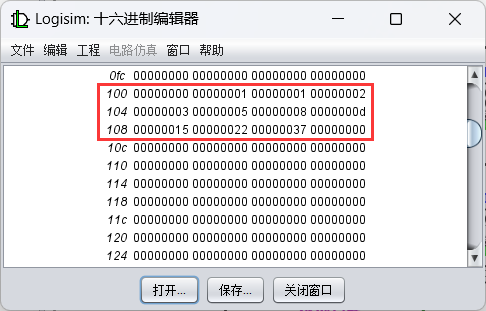 Logisim: 十六进制编辑器
文件 编辑 工程 电路仿真 窗口 帮助
0fc 00000000 00000000 00000000 00000000
100 00000000 00000001 00000001 00000002
104 00000003 00000005 00000008 0000000d
108 00000015 00000022 00000037 00000000
10c 00000000 00000000 00000000 00000000
110 00000000 00000000 00000000 00000000
114 00000000 00000000 00000000 00000000
118 00000000 00000000 00000000 00000000
11c 00000000 00000000 00000000 00000000
120 00000000 00000000 00000000 00000000
124 00000000 00000000 00000000 00000000
打开... 保存... 关闭窗口